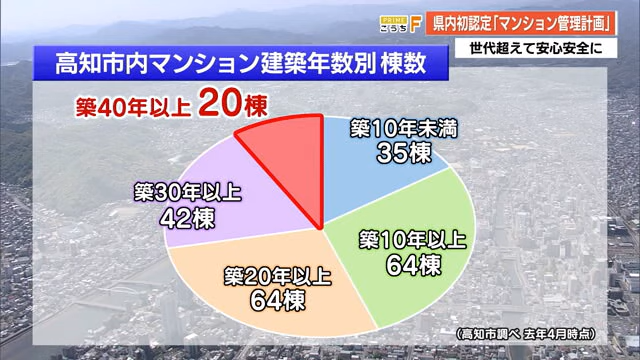 PRIME
こうち
F
県内初認定「マンション管理計画」
世代超えて安心安全に
高知市内マンション建築年数別 棟数
築40年以上 20棟
築10年未満
35棟
築30年以上
42棟
築10年以上
64棟
築20年以上
64棟
（高知市調べ 去年4月時点）